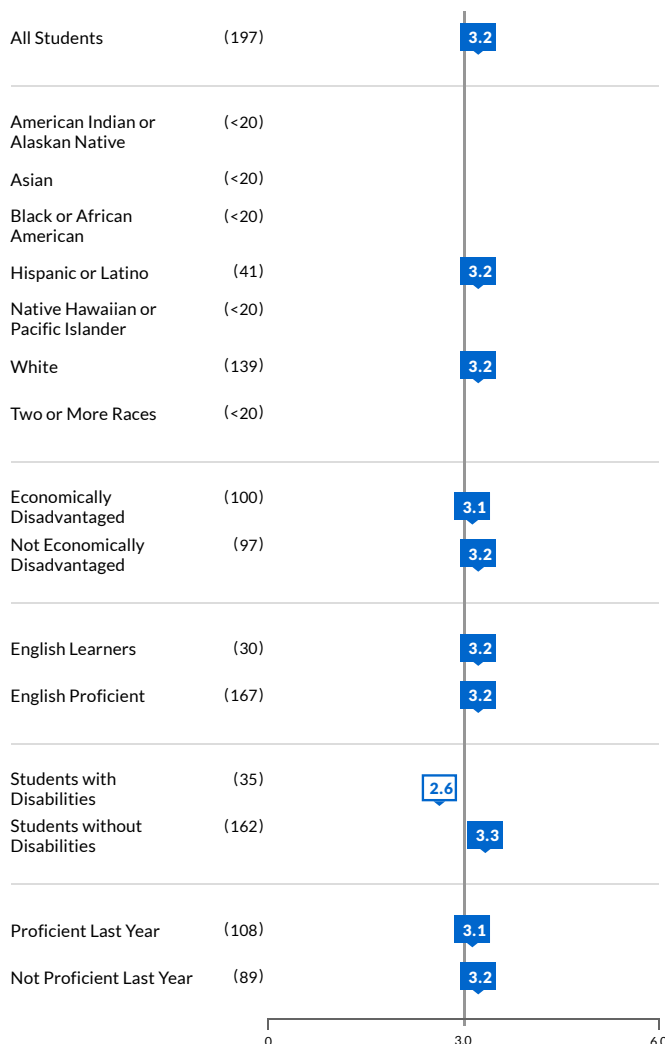 All Students (197) 3.2
American Indian or (<20)
Alaskan Native
Asian (<20)
Black or African (<20)
American
Hispanic or Latino (41) 3.2
Native Hawaiian or (<20)
Pacific Islander
White (139) 3.2
Two or More Races (<20)
Economically (100) 3.1
Disadvantaged
Not Economically (97) 3.2
Disadvantaged
English Learners (30) 3.2
English Proficient (167) 3.2
Students with (35) 2.6
Disabilities
Students without (162) 3.3
Disabilities
Proficient Last Year (108) 3.1
Not Proficient Last Year (89) 3.2
0 3.0 6.0